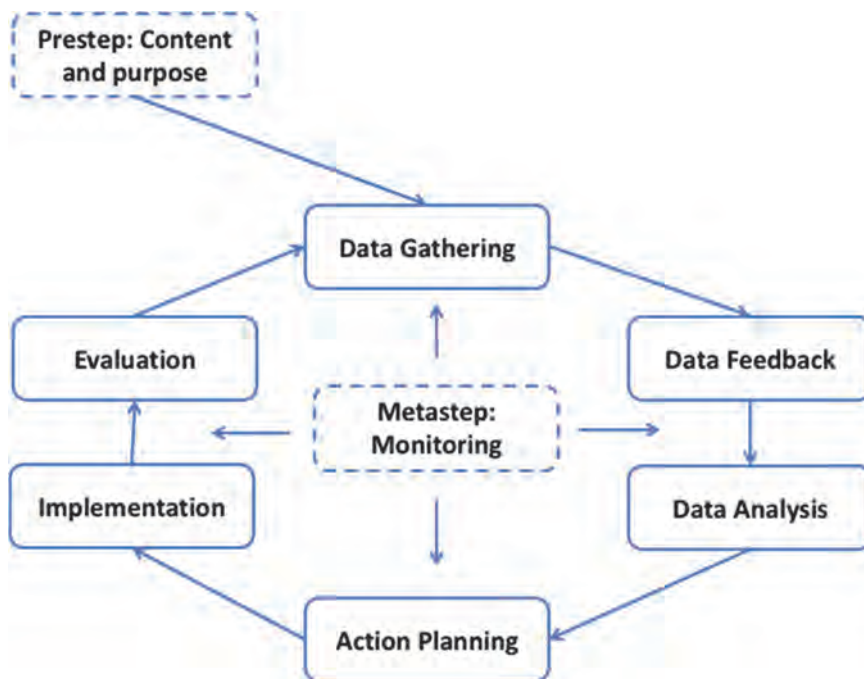 Prestep: Content
and purpose
Data Gathering
Evaluation
Data Feedback
Metastep:
Monitoring
Implementation
Data Analysis
Action Planning